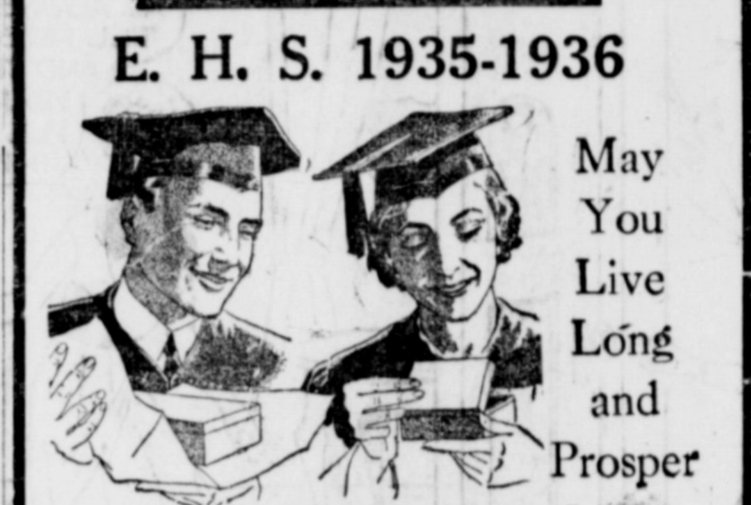 E. H. S. 1935-1936
May
You
Live
Long
and
Prosper